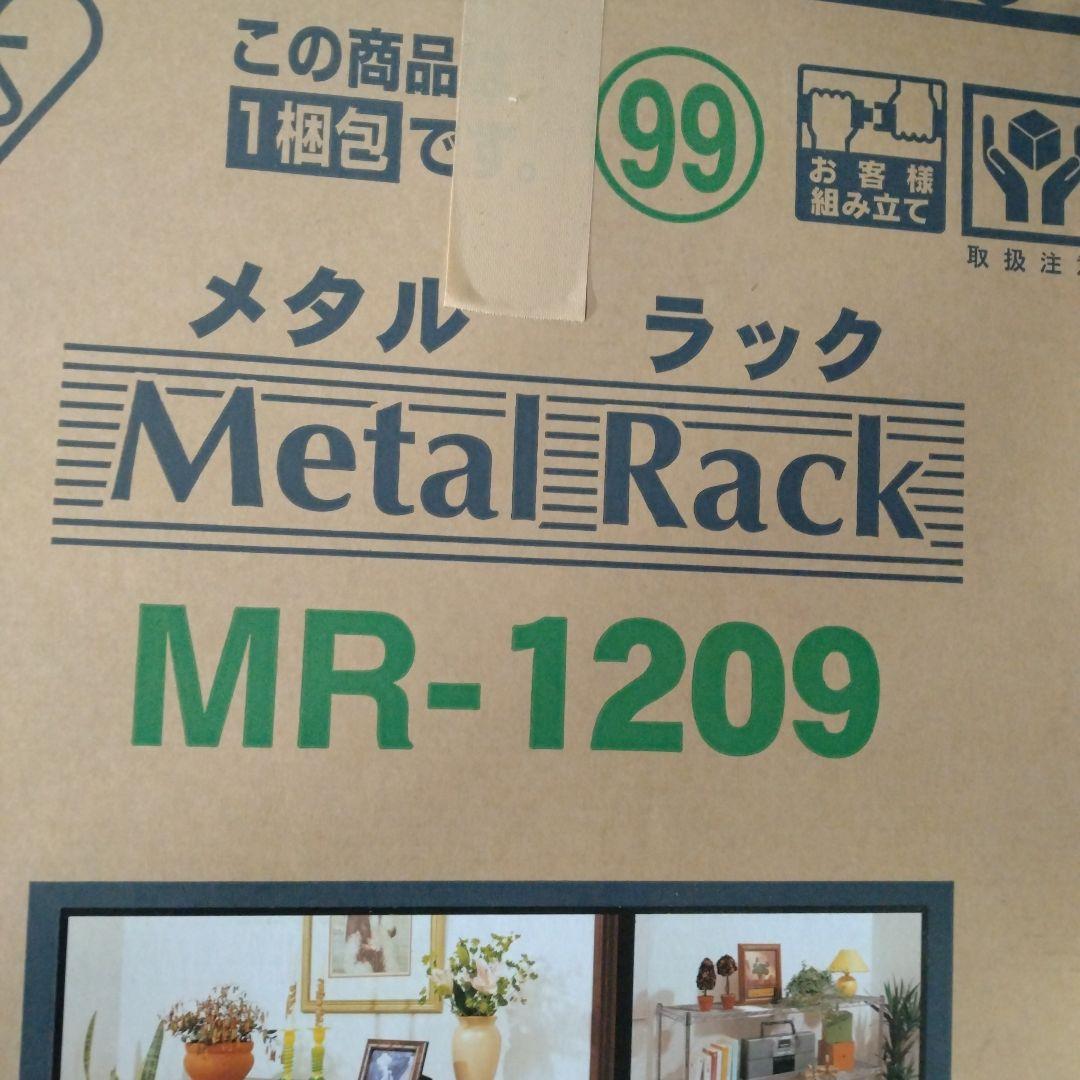 この商品
1梱包です。
99
お客様
組み立て
取扱注
メタル ラック
Metal Rack
MR-1209